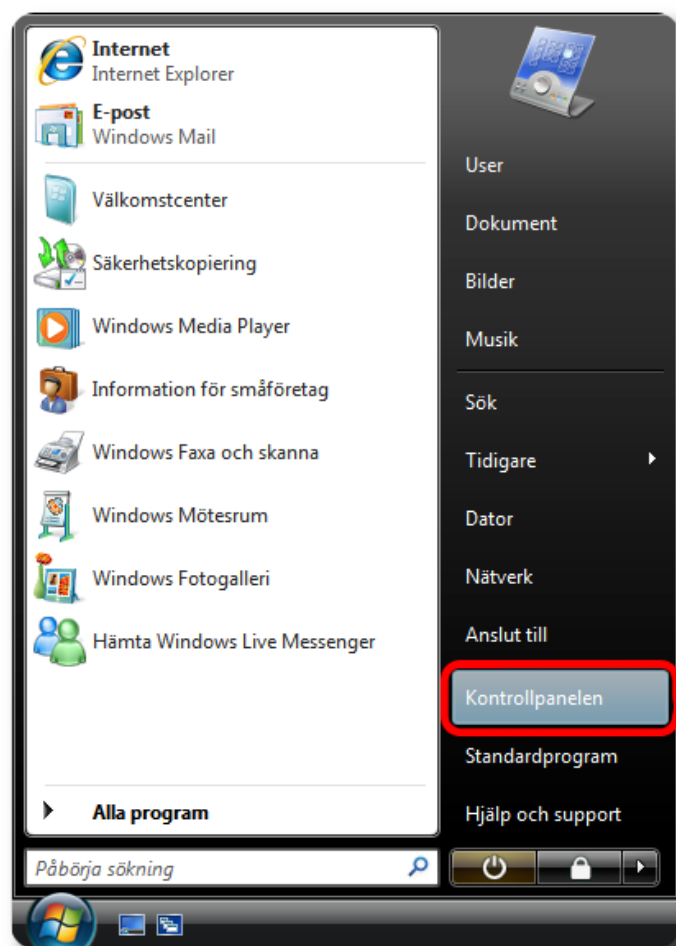 Internet
Internet Explorer
E-post
Windows Mail
Välkomstcenter
Säkerhetskopiering
Windows Media Player
Information för småföretag
Windows Faxa och skanna
Windows Mötesrum
Windows Fotogalleri
Hämta Windows Live Messenger
Alla program
Påbörja sökning
User
Dokument
Bilder
Musik
Sök
Tidigare
Dator
Nätverk
Anslut till
Kontrollpanelen
Standardprogram
Hjälp och support